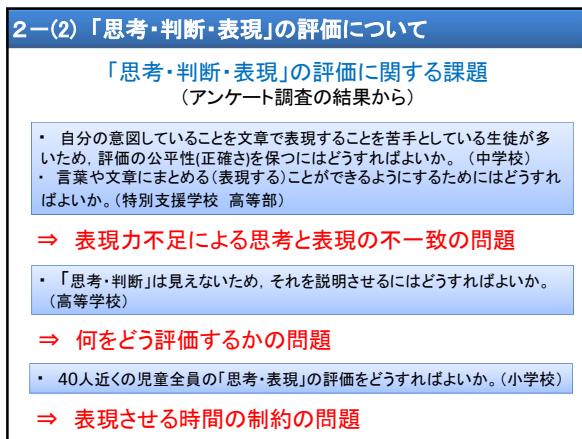 ２－(2) 「思考・判断・表現」の評価について
「思考・判断・表現」の評価に関する課題
（アンケート調査の結果から）
・ 自分の意図していることを文章で表現することを苦手としている生徒が多
いため，評価の公平性(正確さ)を保つにはどうすればよいか。（中学校）
・ 言葉や文章にまとめる（表現する）ことができるようにするためにはどうすれ
ばよいか。（特別支援学校 高等部）
⇒ 表現力不足による思考と表現の不一致の問題
・ 「思考・判断」は見えないため，それを説明させるにはどうすればよいか。
（高等学校）
⇒ 何をどう評価するかの問題
・ 40人近くの児童全員の「思考・表現」の評価をどうすればよいか。（小学校）
⇒ 表現させる時間の制約の問題